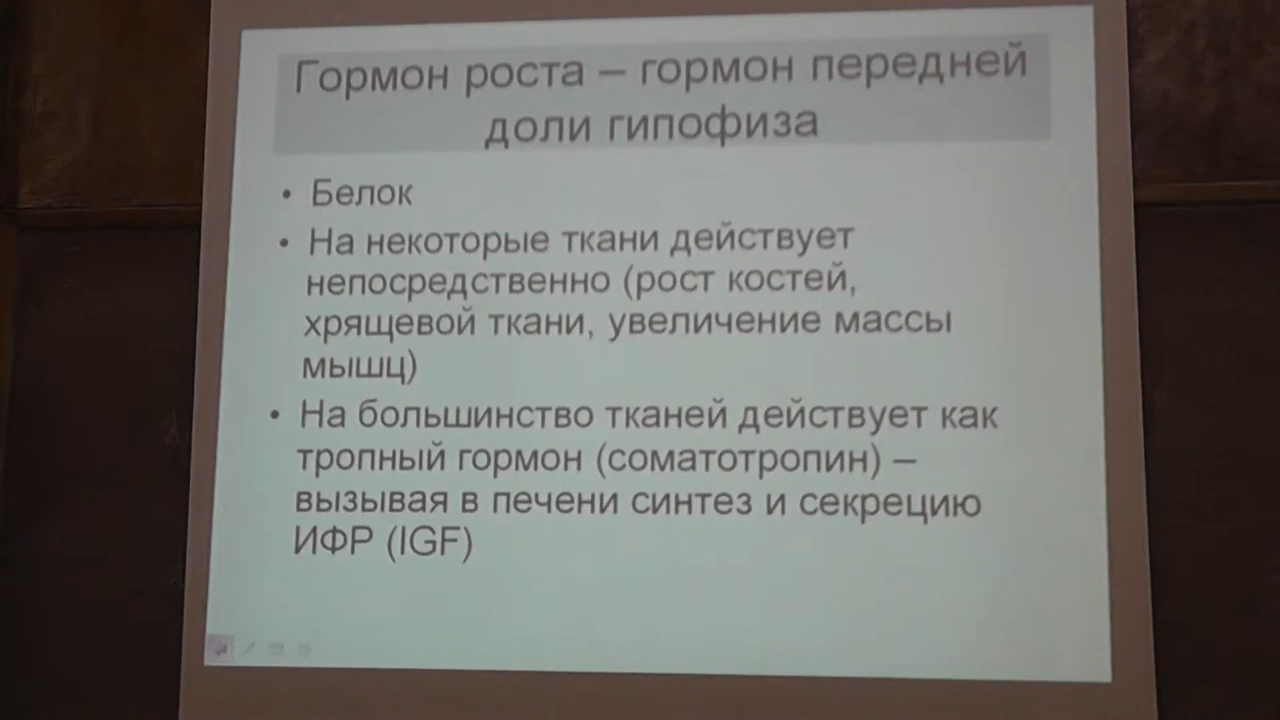 Гормон роста – гормон передней
доли гипофиза
• Белок
• На некоторые ткани действует
непосредственно (рост костей,
хрящевой ткани, увеличение массы
мышц)
• На большинство тканей действует как
тропный гормон (соматотропин) –
вызывая в печени синтез и секрецию
ИФР (IGF)